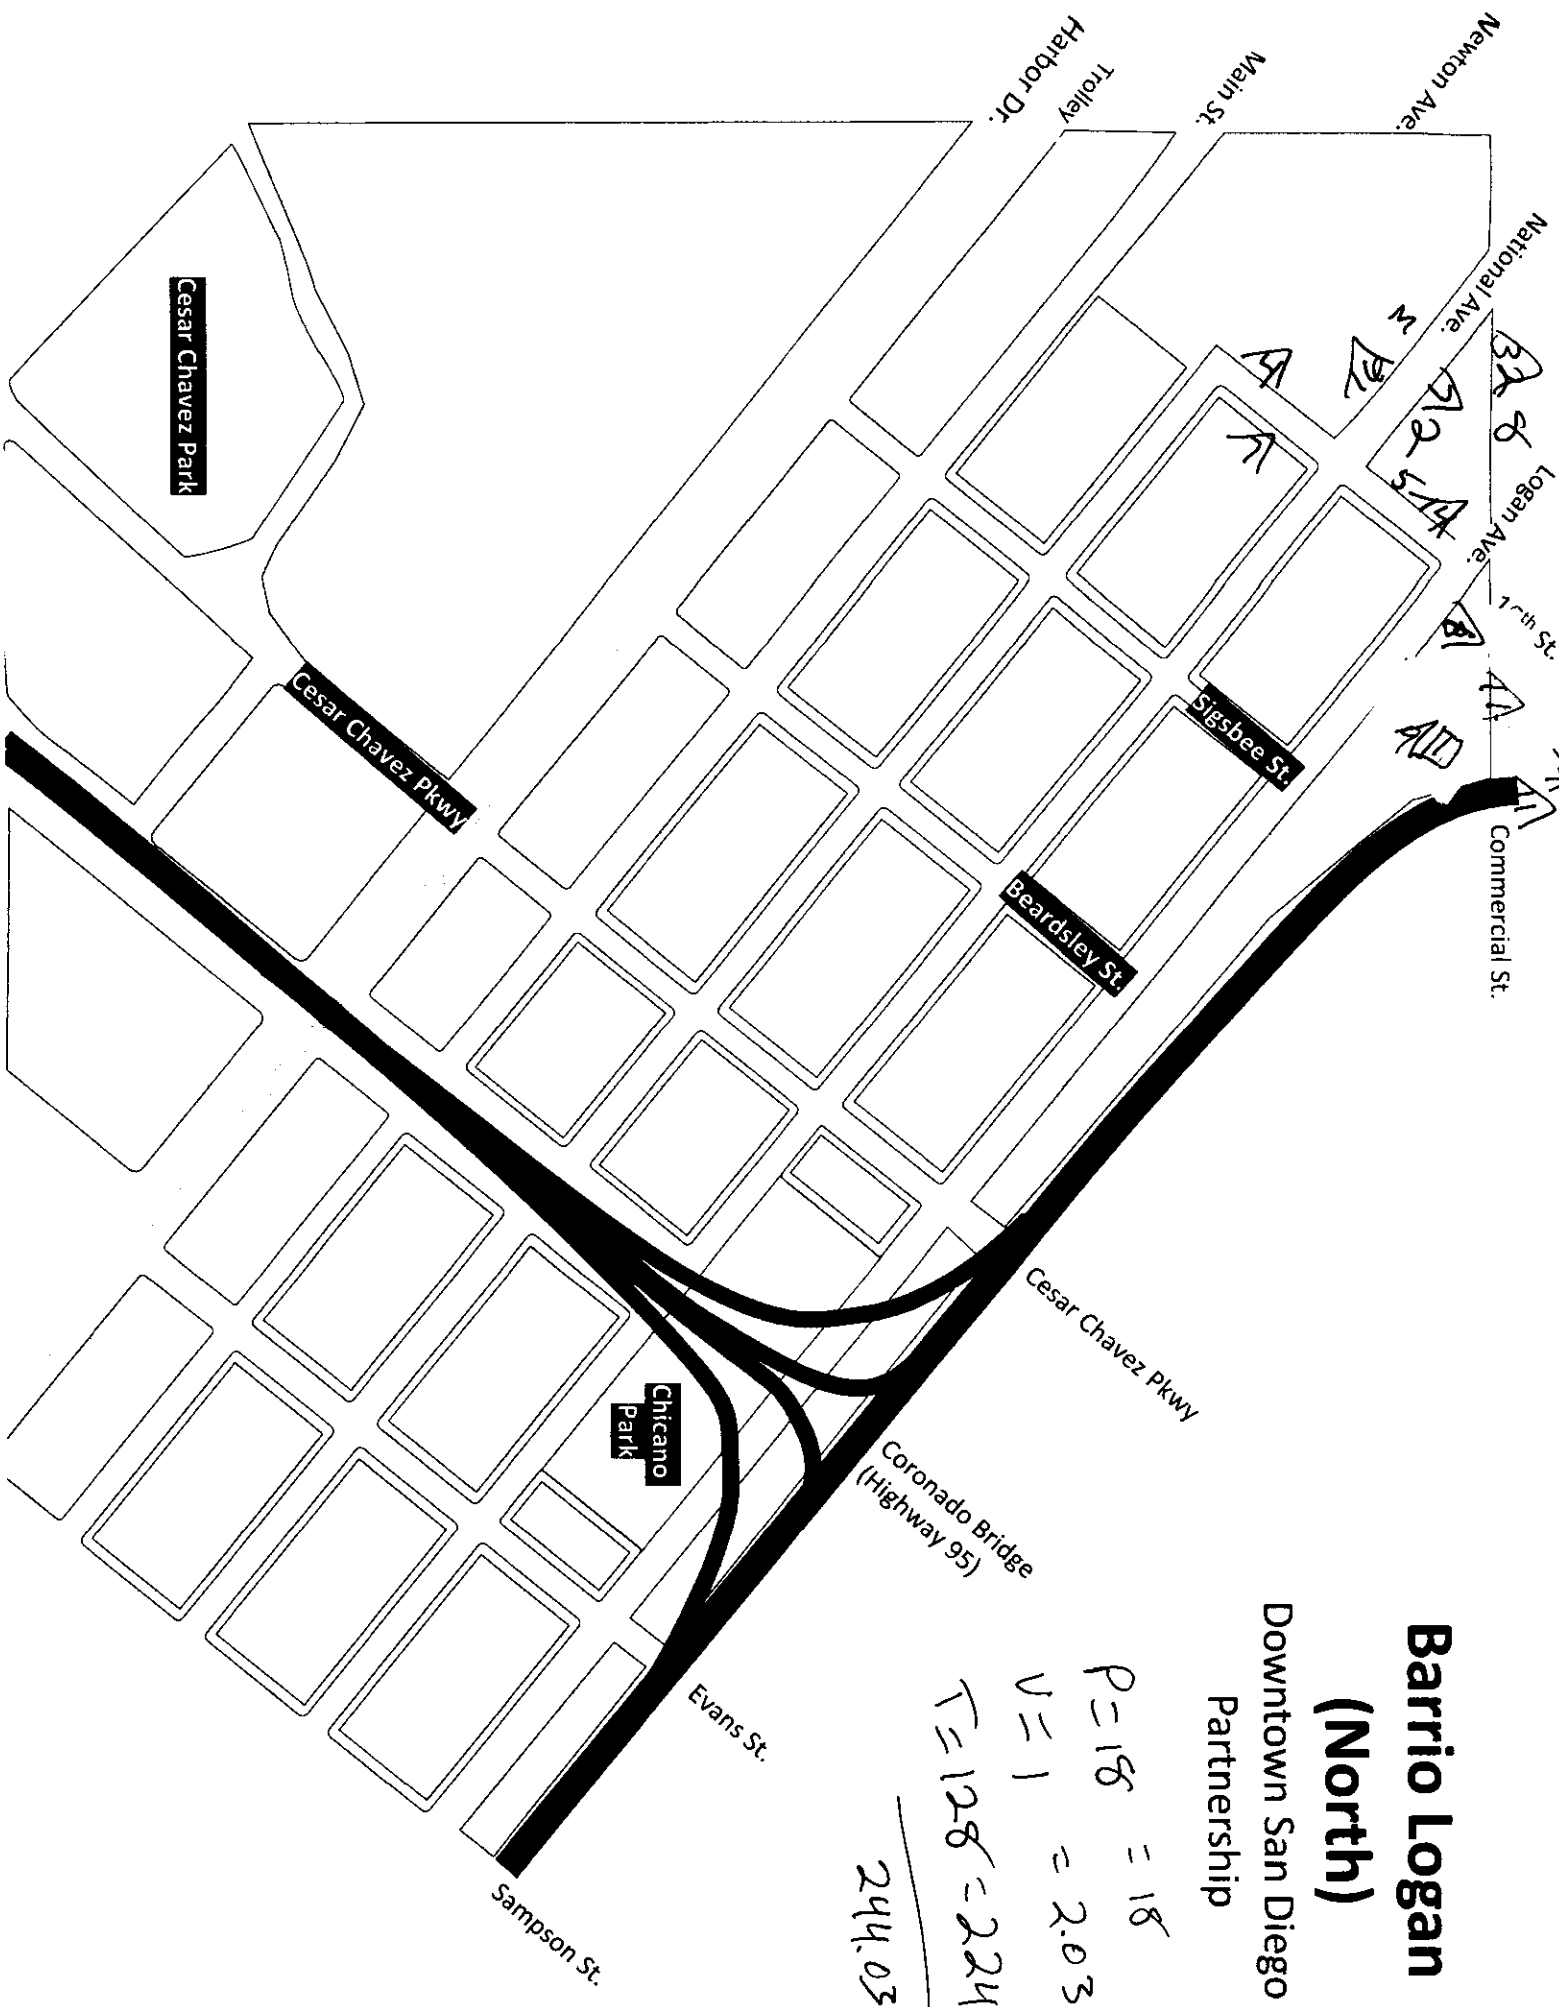 Barrio Logan
(North)
Downtown San Diego
Partnership
P=18 = 18
V=1 = 2.03
T=128 = 224
244.03
Newton Ave.
National Ave.
Logan Ave.
Commercial St.
Main St.
Trolley
Harbor Dr.
Sigsbee St.
Beardsley St.
Cesar Chavez Pkwy
Cesar Chavez Pkwy
Coronado Bridge
(Highway 95)
Evans St.
Sampson St.
Cesar Chavez Park
Chicano
Park